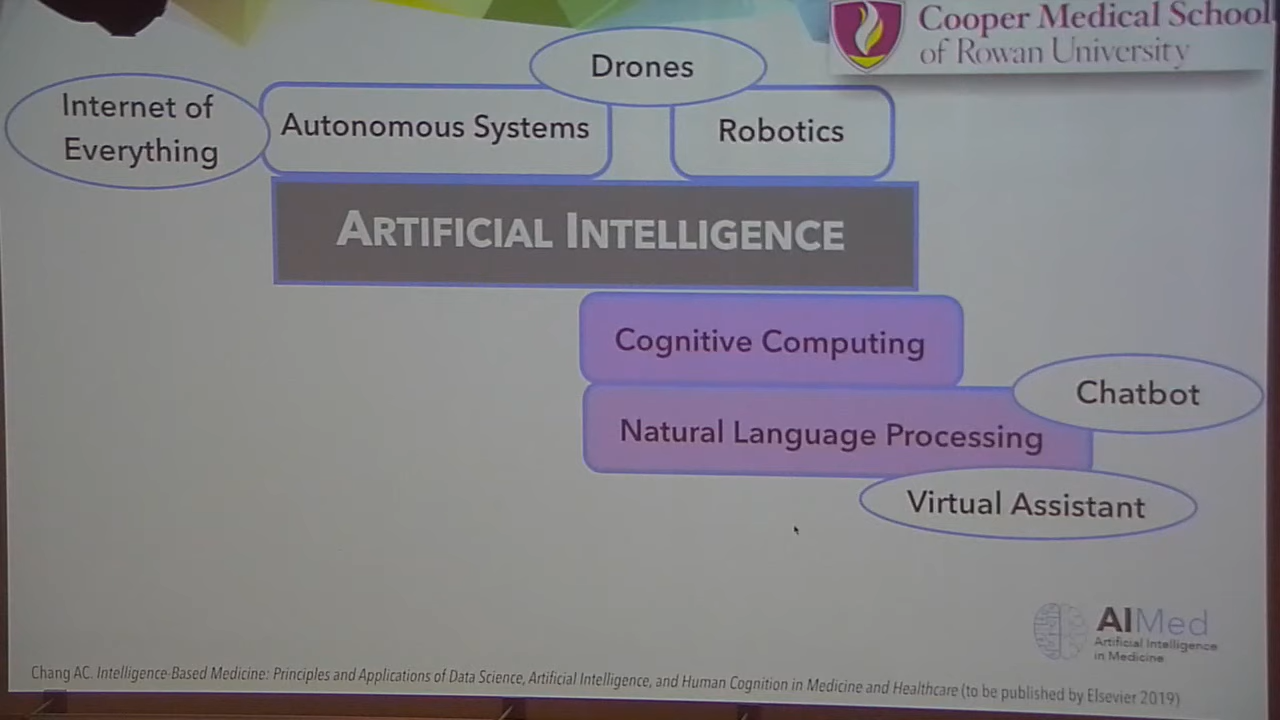 Cooper Medical School
of Rowan University
Drones
Internet of
Everything
Autonomous Systems
Robotics
ARTIFICIAL INTELLIGENCE
Cognitive Computing
Chatbot
Natural Language Processing
Virtual Assistant
AIMed
Artificial Intelligence
in Medicine
Chang AC. Intelligence-Based Medicine: Principles and Applications of Data Science, Artificial Intelligence, and Human Cognition in Medicine and Healthcare (to be published by Elsevier 2019)